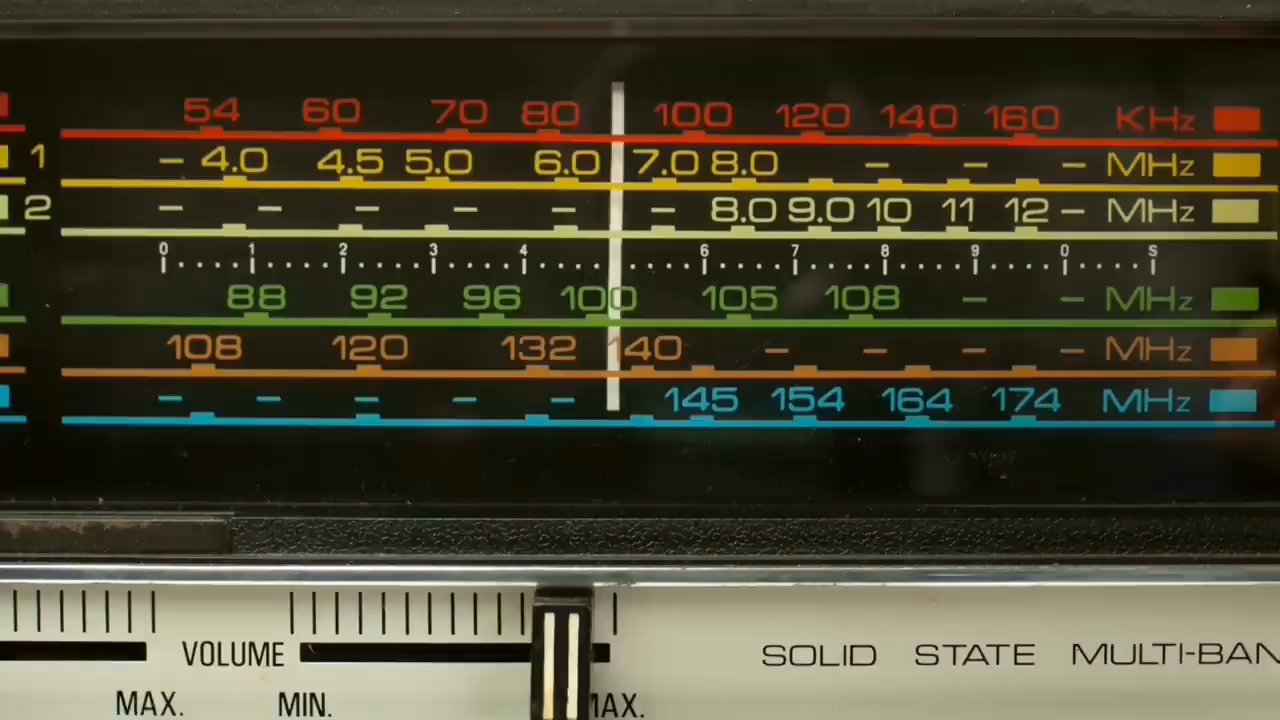 54 60 70 80 100 120 140 160 KHz
1 – 4.0 4.5 5.0 6.0 7.0 8.0 – – – MHz
2 – – – – – – 8.0 9.0 10 11 12 – MHz
0 1 2 3 4 6 7 8 9 0 S
88 92 96 100 105 108 – – MHz
108 120 132 140 – – – – MHz
– – – – – 145 154 164 174 MHz
VOLUME SOLID STATE MULTI-BAN
MAX. MIN. MAX.